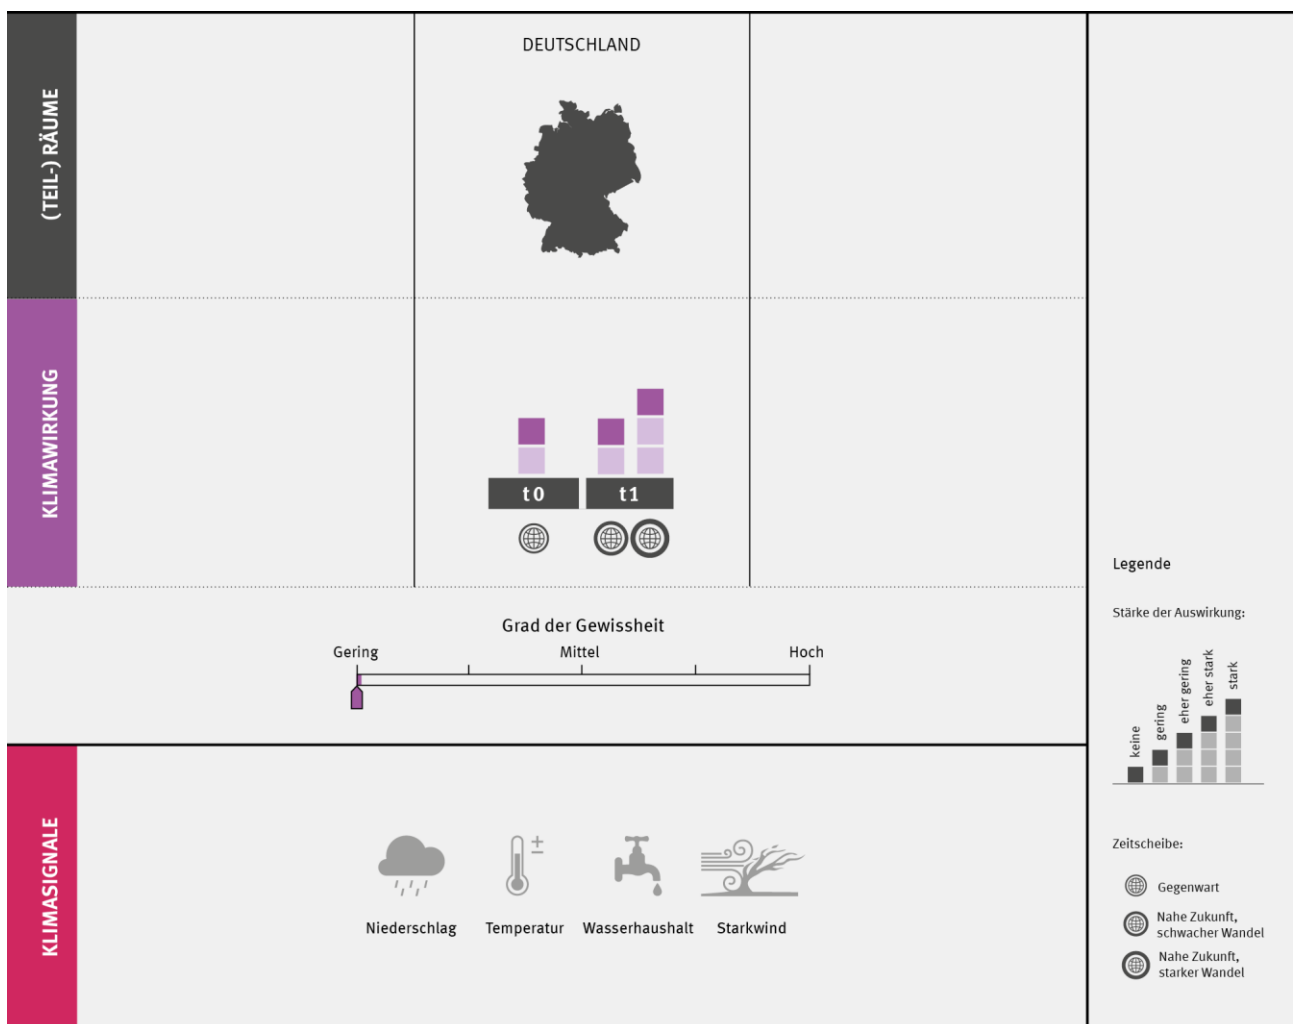 (TEIL-) RÄUME
DEUTSCHLAND
KLIMAWIRKUNG
t0
t1
Grad der Gewissheit
Gering
Mittel
Hoch
KLIMASIGNALE
±
Niederschlag
Temperatur
Wasserhaushalt
Starkwind
Legende
Stärke der Auswirkung:
keine
gering
eher gering
eher stark
stark
Zeitscheibe:
Gegenwart
Nahe Zukunft,
schwacher Wandel
Nahe Zukunft,
starker Wandel